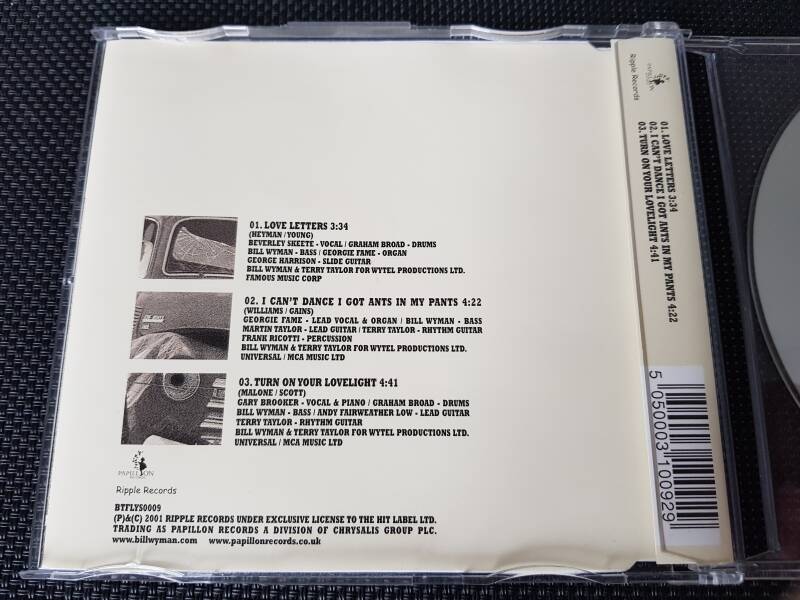 01. LOVE LETTERS 3:34
(HEYMAN / YOUNG)
BEVERLEY SKEETE - VOCAL / GRAHAM BROAD - DRUMS
BILL WYMAN - BASS / GEORGIE FAME - ORGAN
GEORGE HARRISON - SLIDE GUITAR
BILL WYMAN & TERRY TAYLOR FOR WYTEL PRODUCTIONS LTD.
FAMOUS MUSIC CORP
02. I CAN'T DANCE I GOT ANTS IN MY PANTS 4:22
(WILLIAMS / GAINS)
GEORGIE FAME - LEAD VOCAL & ORGAN / BILL WYMAN - BASS
MARTIN TAYLOR - LEAD GUITAR / TERRY TAYLOR - RHYTHM GUITAR
FRANK RICOTTI - PERCUSSION
BILL WYMAN & TERRY TAYLOR FOR WYTEL PRODUCTIONS LTD.
UNIVERSAL / MCA MUSIC LTD
03. TURN ON YOUR LOVELIGHT 4:41
(MALONE / SCOTT)
GARY BROOKER - VOCAL & PIANO / GRAHAM BROAD - DRUMS
BILL WYMAN - BASS / ANDY FAIRWEATHER LOW - LEAD GUITAR
TERRY TAYLOR - RHYTHM GUITAR
BILL WYMAN & TERRY TAYLOR FOR WYTEL PRODUCTIONS LTD.
UNIVERSAL / MCA MUSIC LTD
PAPILLON
Ripple Records
BTFLYS0009
(P)&(C) 2001 RIPPLE RECORDS UNDER EXCLUSIVE LICENSE TO THE HIT LABEL LTD.
TRADING AS PAPILLON RECORDS A DIVISION OF CHRYSALIS GROUP PLC.
www.billwyman.com www.papillonrecords.co.uk
Ripple Records
PAPILLON
01. LOVE LETTERS 3:34
02. I CAN'T DANCE I GOT ANTS IN MY PANTS 4:22
03. TURN ON YOUR LOVELIGHT 4:41
5 050003 100929